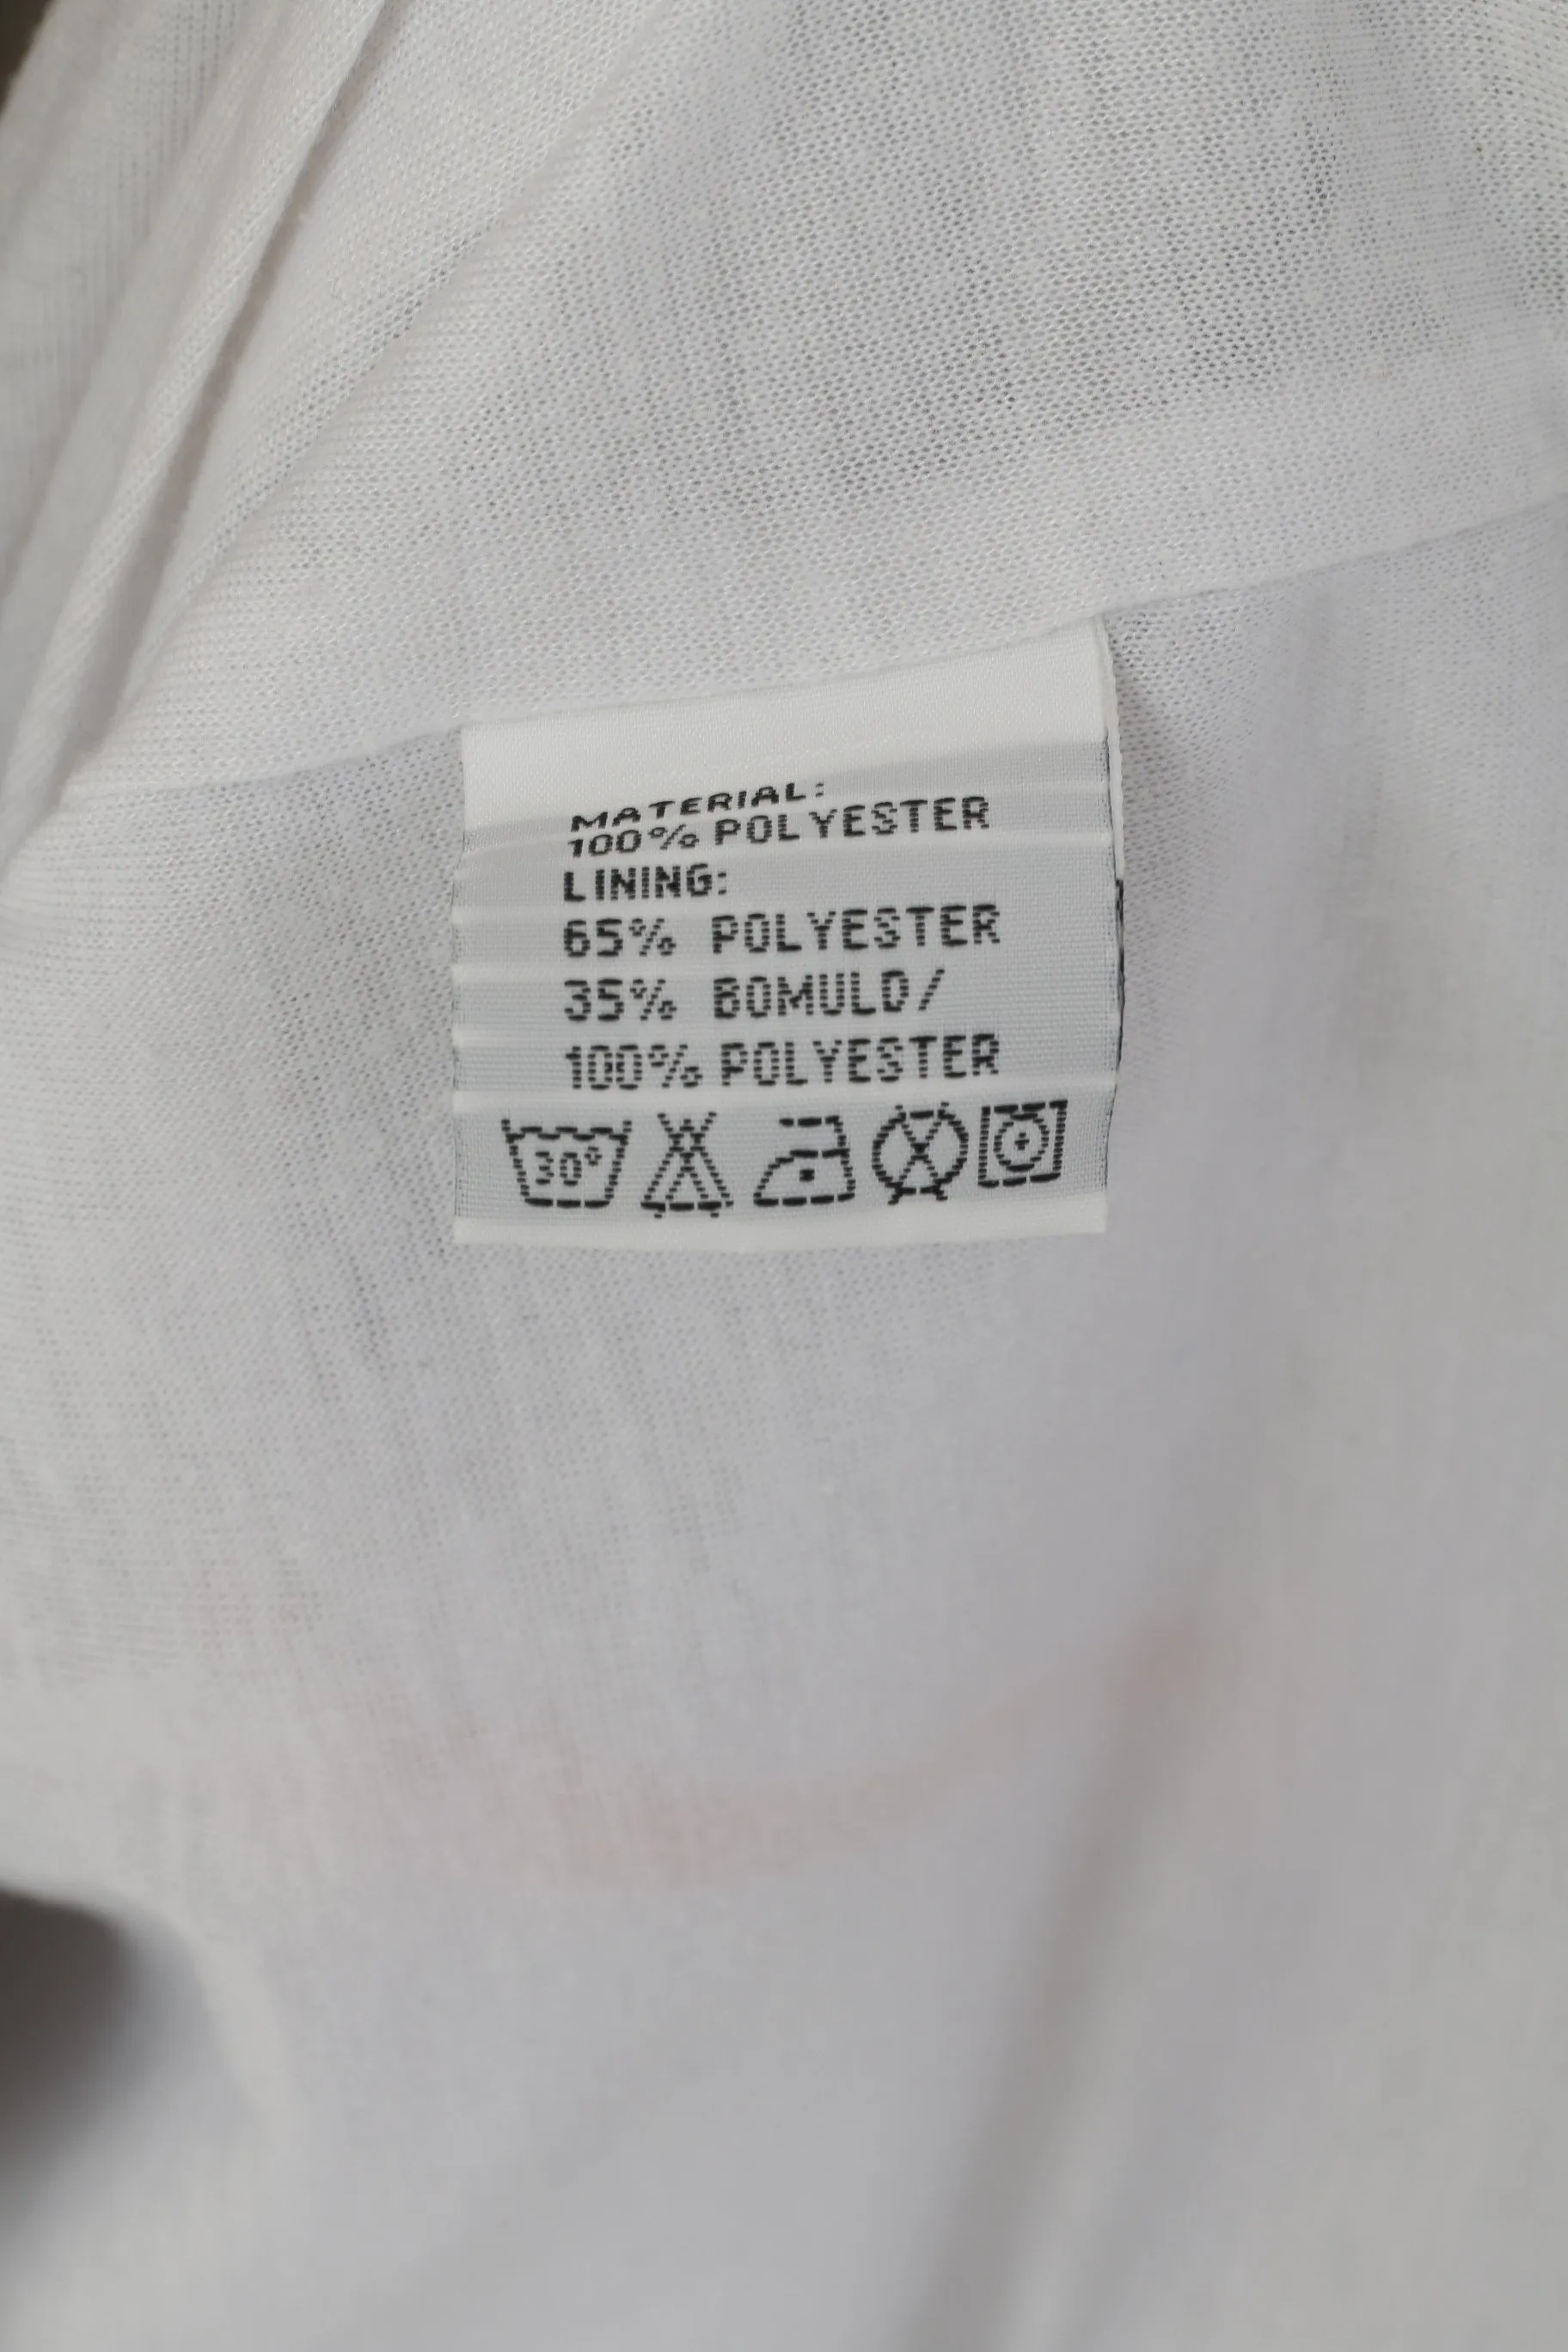 MATERIAL:
100% POLYESTER
LINING:
65% POLYESTER
35% BOMULD/
100% POLYESTER
30°